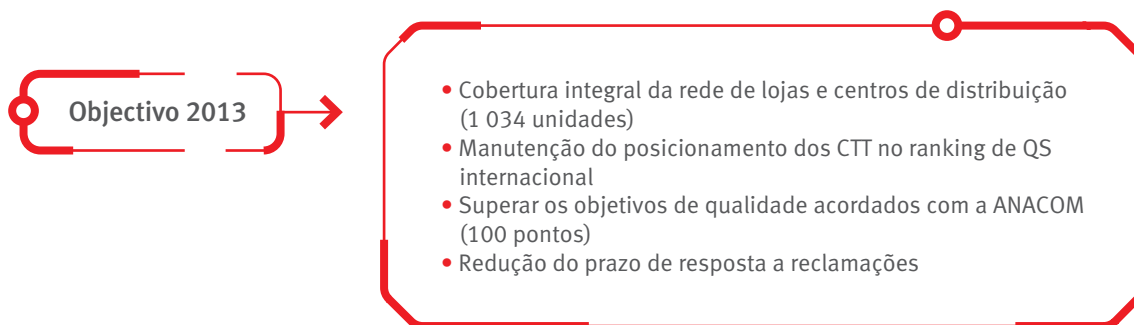 Objectivo 2013
• Cobertura integral da rede de lojas e centros de distribuição
(1 034 unidades)
• Manutenção do posicionamento dos CTT no ranking de QS
internacional
• Superar os objetivos de qualidade acordados com a ANACOM
(100 pontos)
• Redução do prazo de resposta a reclamações